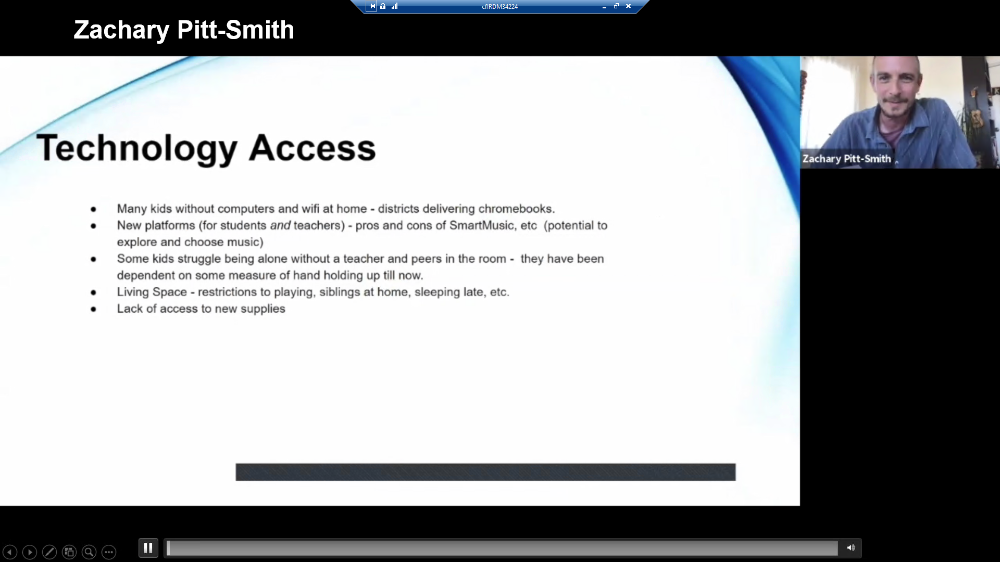 cfIRDM34224
Zachary Pitt-Smith
Technology Access
Zachary Pitt-Smith
● Many kids without computers and wifi at home - districts delivering chromebooks.
● New platforms (for students and teachers) - pros and cons of SmartMusic, etc (potential to
explore and choose music)
● Some kids struggle being alone without a teacher and peers in the room - they have been
dependent on some measure of hand holding up till now.
● Living Space - restrictions to playing, siblings at home, sleeping late, etc.
● Lack of access to new supplies